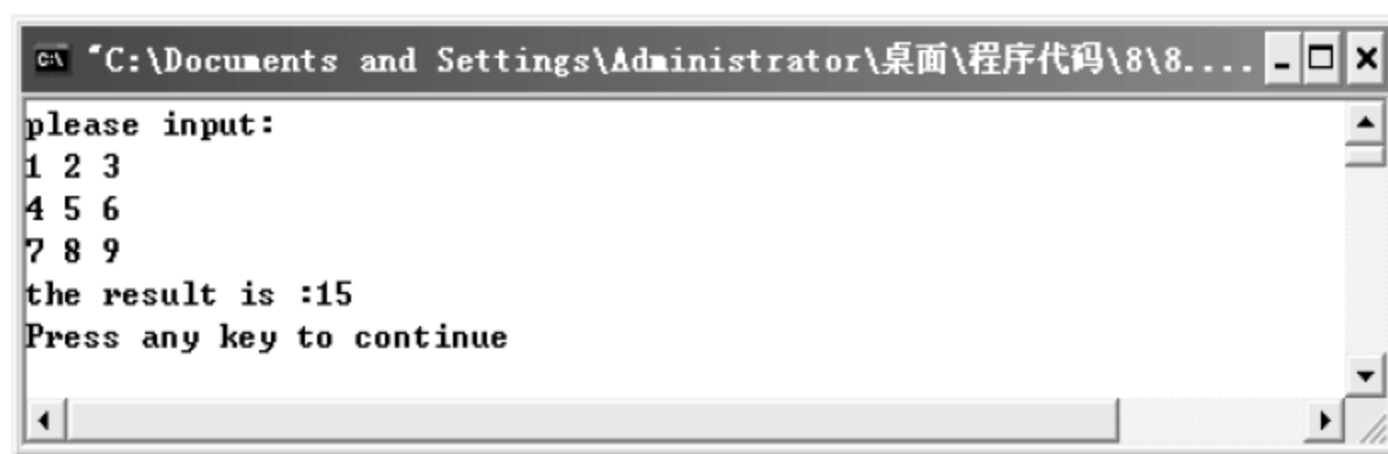 "C:\Documents and Settings\Administrator\桌面\程序代码\8\8....
please input:
1 2 3
4 5 6
7 8 9
the result is :15
Press any key to continue